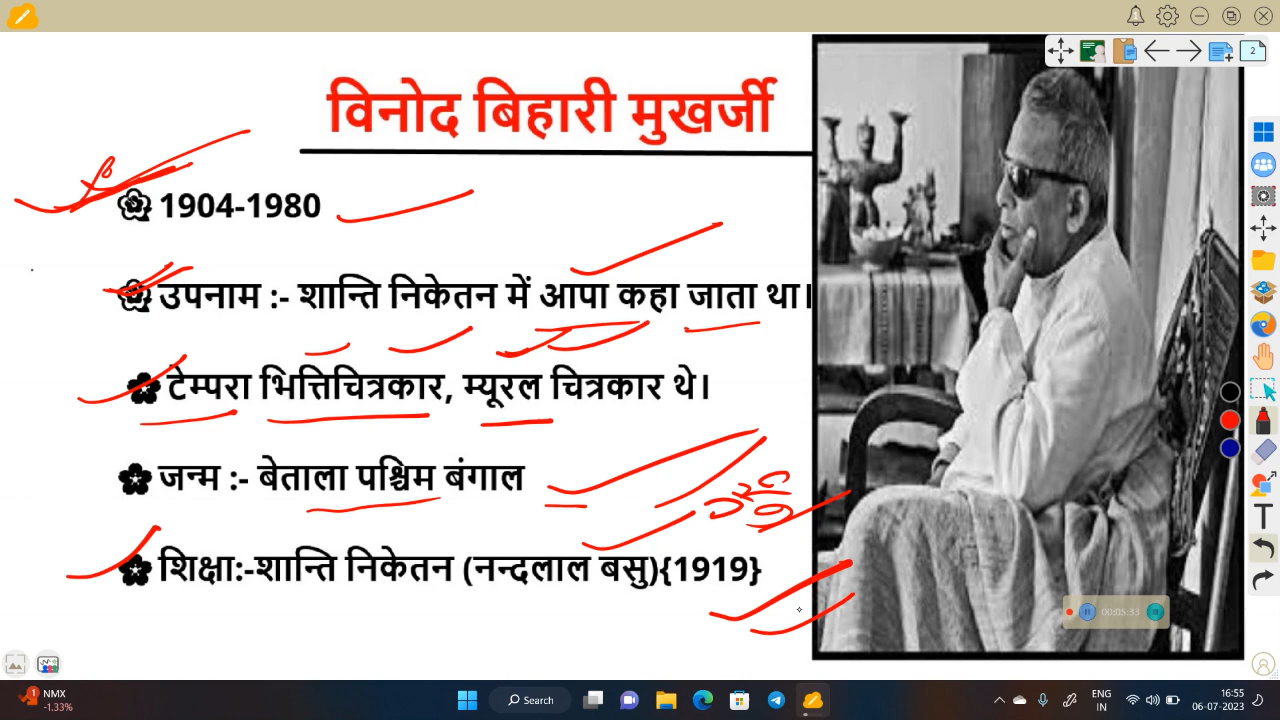 2
विनोद बिहारी मुखर्जी
1904-1980
उपनाम :- शान्ति निकेतन में आपा कहा जाता था।
टेम्परा भित्तिचित्रकार, म्यूरल चित्रकार थे।
जन्म :- बेताला पश्चिम बंगाल
शिक्षा:-शान्ति निकेतन (नन्दलाल बसु){1919}
00:05:33
T
1
NMX
-1.33%
Search
ENG
IN
16:55
06-07-2023